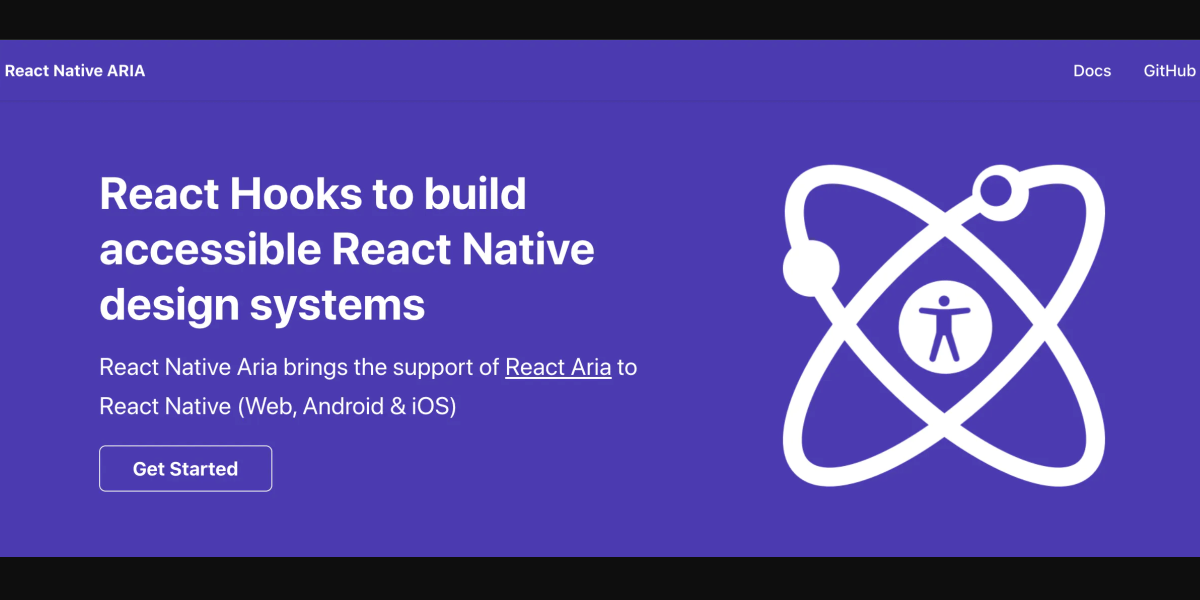 React Native ARIA
Docs
GitHub
React Hooks to build
accessible React Native
design systems
React Native Aria brings the support of React Aria to
React Native (Web, Android & iOS)
Get Started